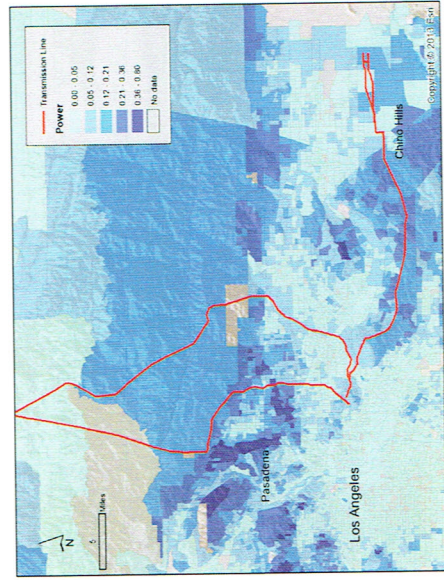 Transmission Line
Power
0.00 - 0.05
0.05 - 0.12
0.12 - 0.21
0.21 - 0.36
0.36 - 0.80
No data
N
5
Miles
Pasadena
Los Angeles
Chino Hills
Copyright © 2013 Esri